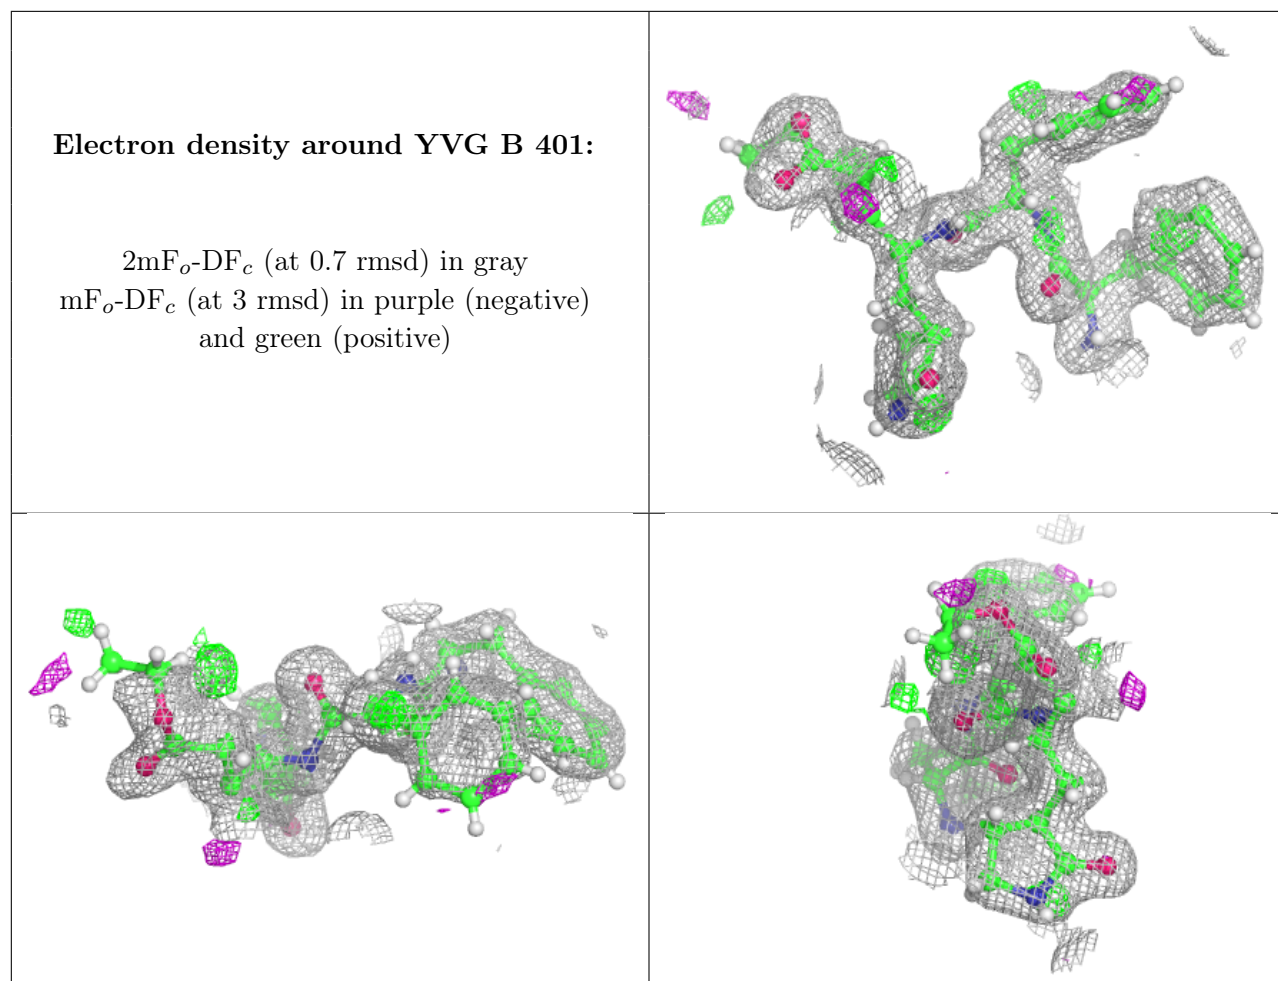 Electron density around YVG B 401:
2mFo-DFc (at 0.7 rmsd) in gray
mFo-DFc (at 3 rmsd) in purple (negative)
and green (positive)